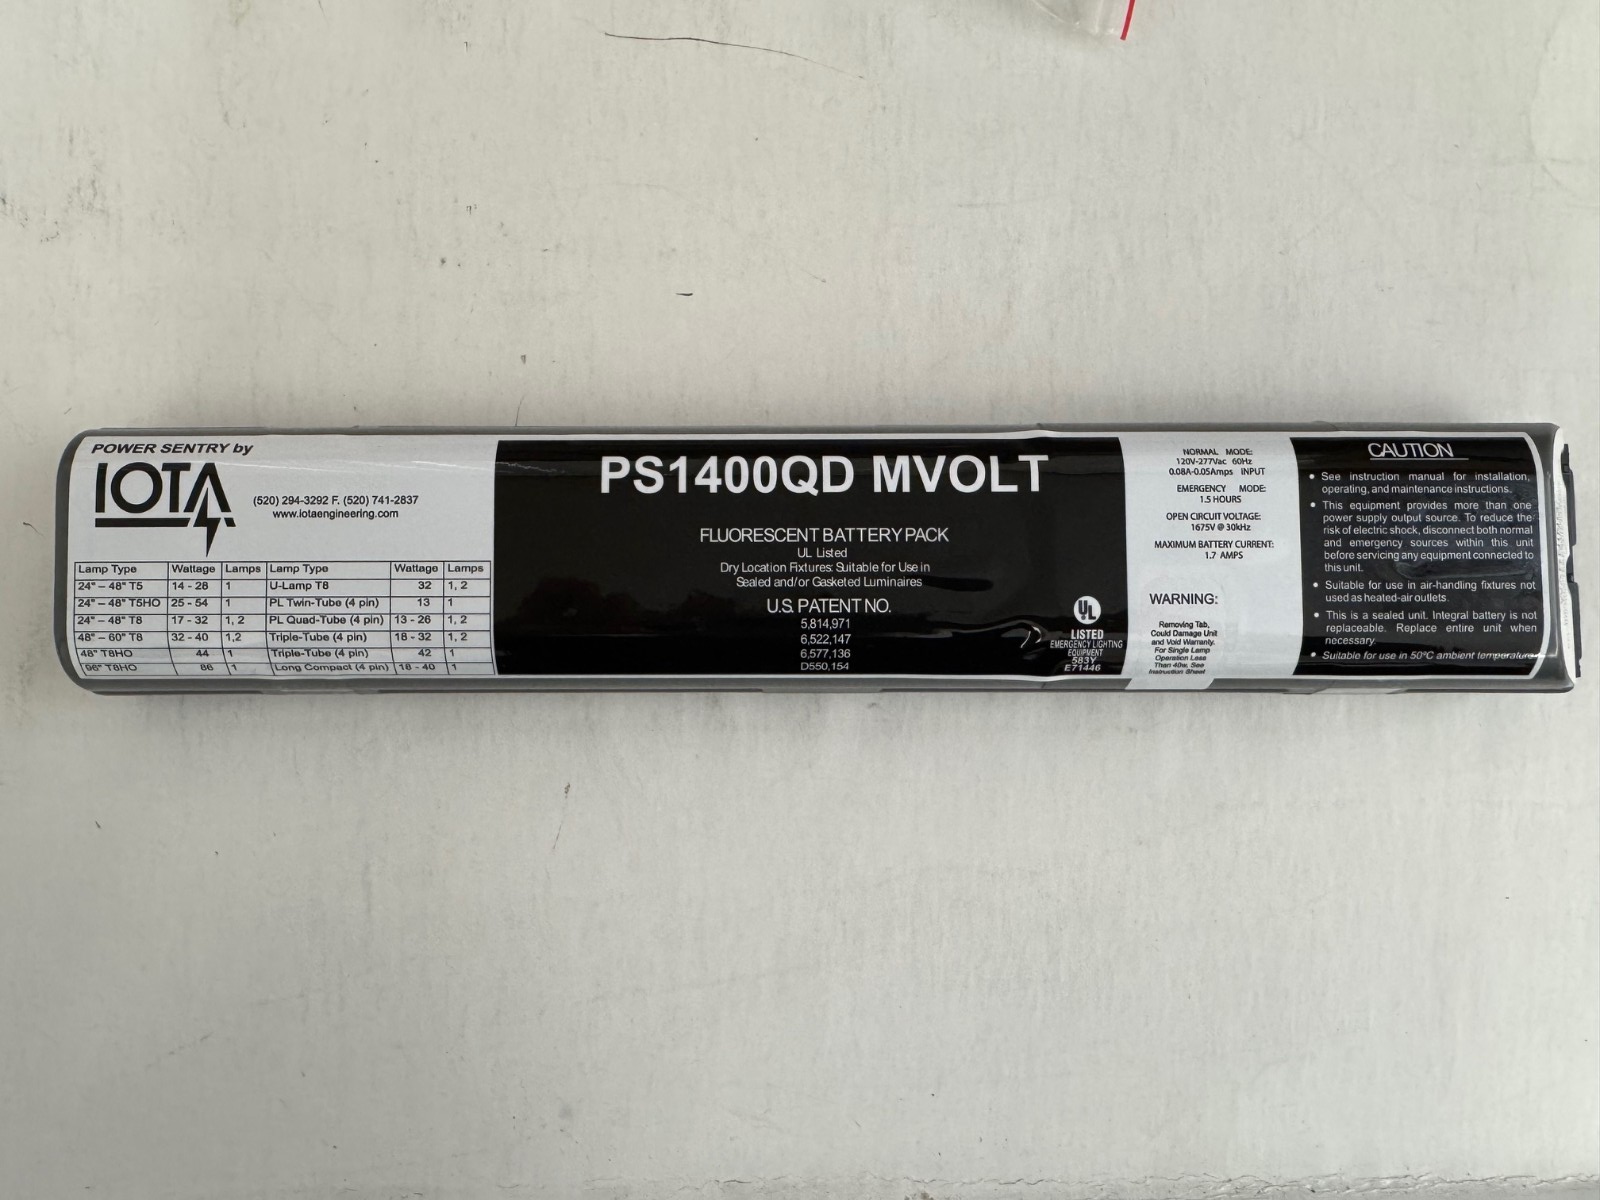 POWER SENTRY by
IOTA
(520) 294-3292 F. (520) 741-2837
www.iotaengineering.com
Lamp Type Wattage Lamps Lamp Type Wattage Lamps
24" – 48" T5 14 - 28 1 U-Lamp T8 32 1, 2
24" – 48" T5HO 25 - 54 1 PL Twin-Tube (4 pin) 13 1
24" – 48" T8 17 - 32 1, 2 PL Quad-Tube (4 pin) 13 - 26 1, 2
48" – 60" T8 32 - 40 1,2 Triple-Tube (4 pin) 18 - 32 1, 2
48" T8HO 44 1 Triple-Tube (4 pin) 42 1
96" T8HO 86 1 Long Compact (4 pin) 18 - 40 1
PS1400QD MVOLT
FLUORESCENT BATTERY PACK
UL Listed
Dry Location Fixtures: Suitable for Use in
Sealed and/or Gasketed Luminaires
U.S. PATENT NO.
5,814,971
6,522,147
6,577,136
D550,154
UL
LISTED
EMERGENCY LIGHTING
EQUIPMENT
583Y
E71446
NORMAL MODE:
120V-277Vac 60Hz
0.08A-0.05Amps INPUT
EMERGENCY MODE:
1.5 HOURS
OPEN CIRCUIT VOLTAGE:
1675V @ 30kHz
MAXIMUM BATTERY CURRENT:
1.7 AMPS
WARNING:
Removing Tab,
Could Damage Unit
and Void Warranty.
For Single Lamp
Operation Less
Than 40w, See
Instruction Sheet
CAUTION
• See instruction manual for installation,
operating, and maintenance instructions.
• This equipment provides more than one
power supply output source. To reduce the
risk of electric shock, disconnect both normal
and emergency sources within this unit
before servicing any equipment connected to
this unit.
• Suitable for use in air-handling fixtures not
used as heated-air outlets.
• This is a sealed unit. Integral battery is not
replaceable. Replace entire unit when
necessary.
• Suitable for use in 50°C ambient temperature